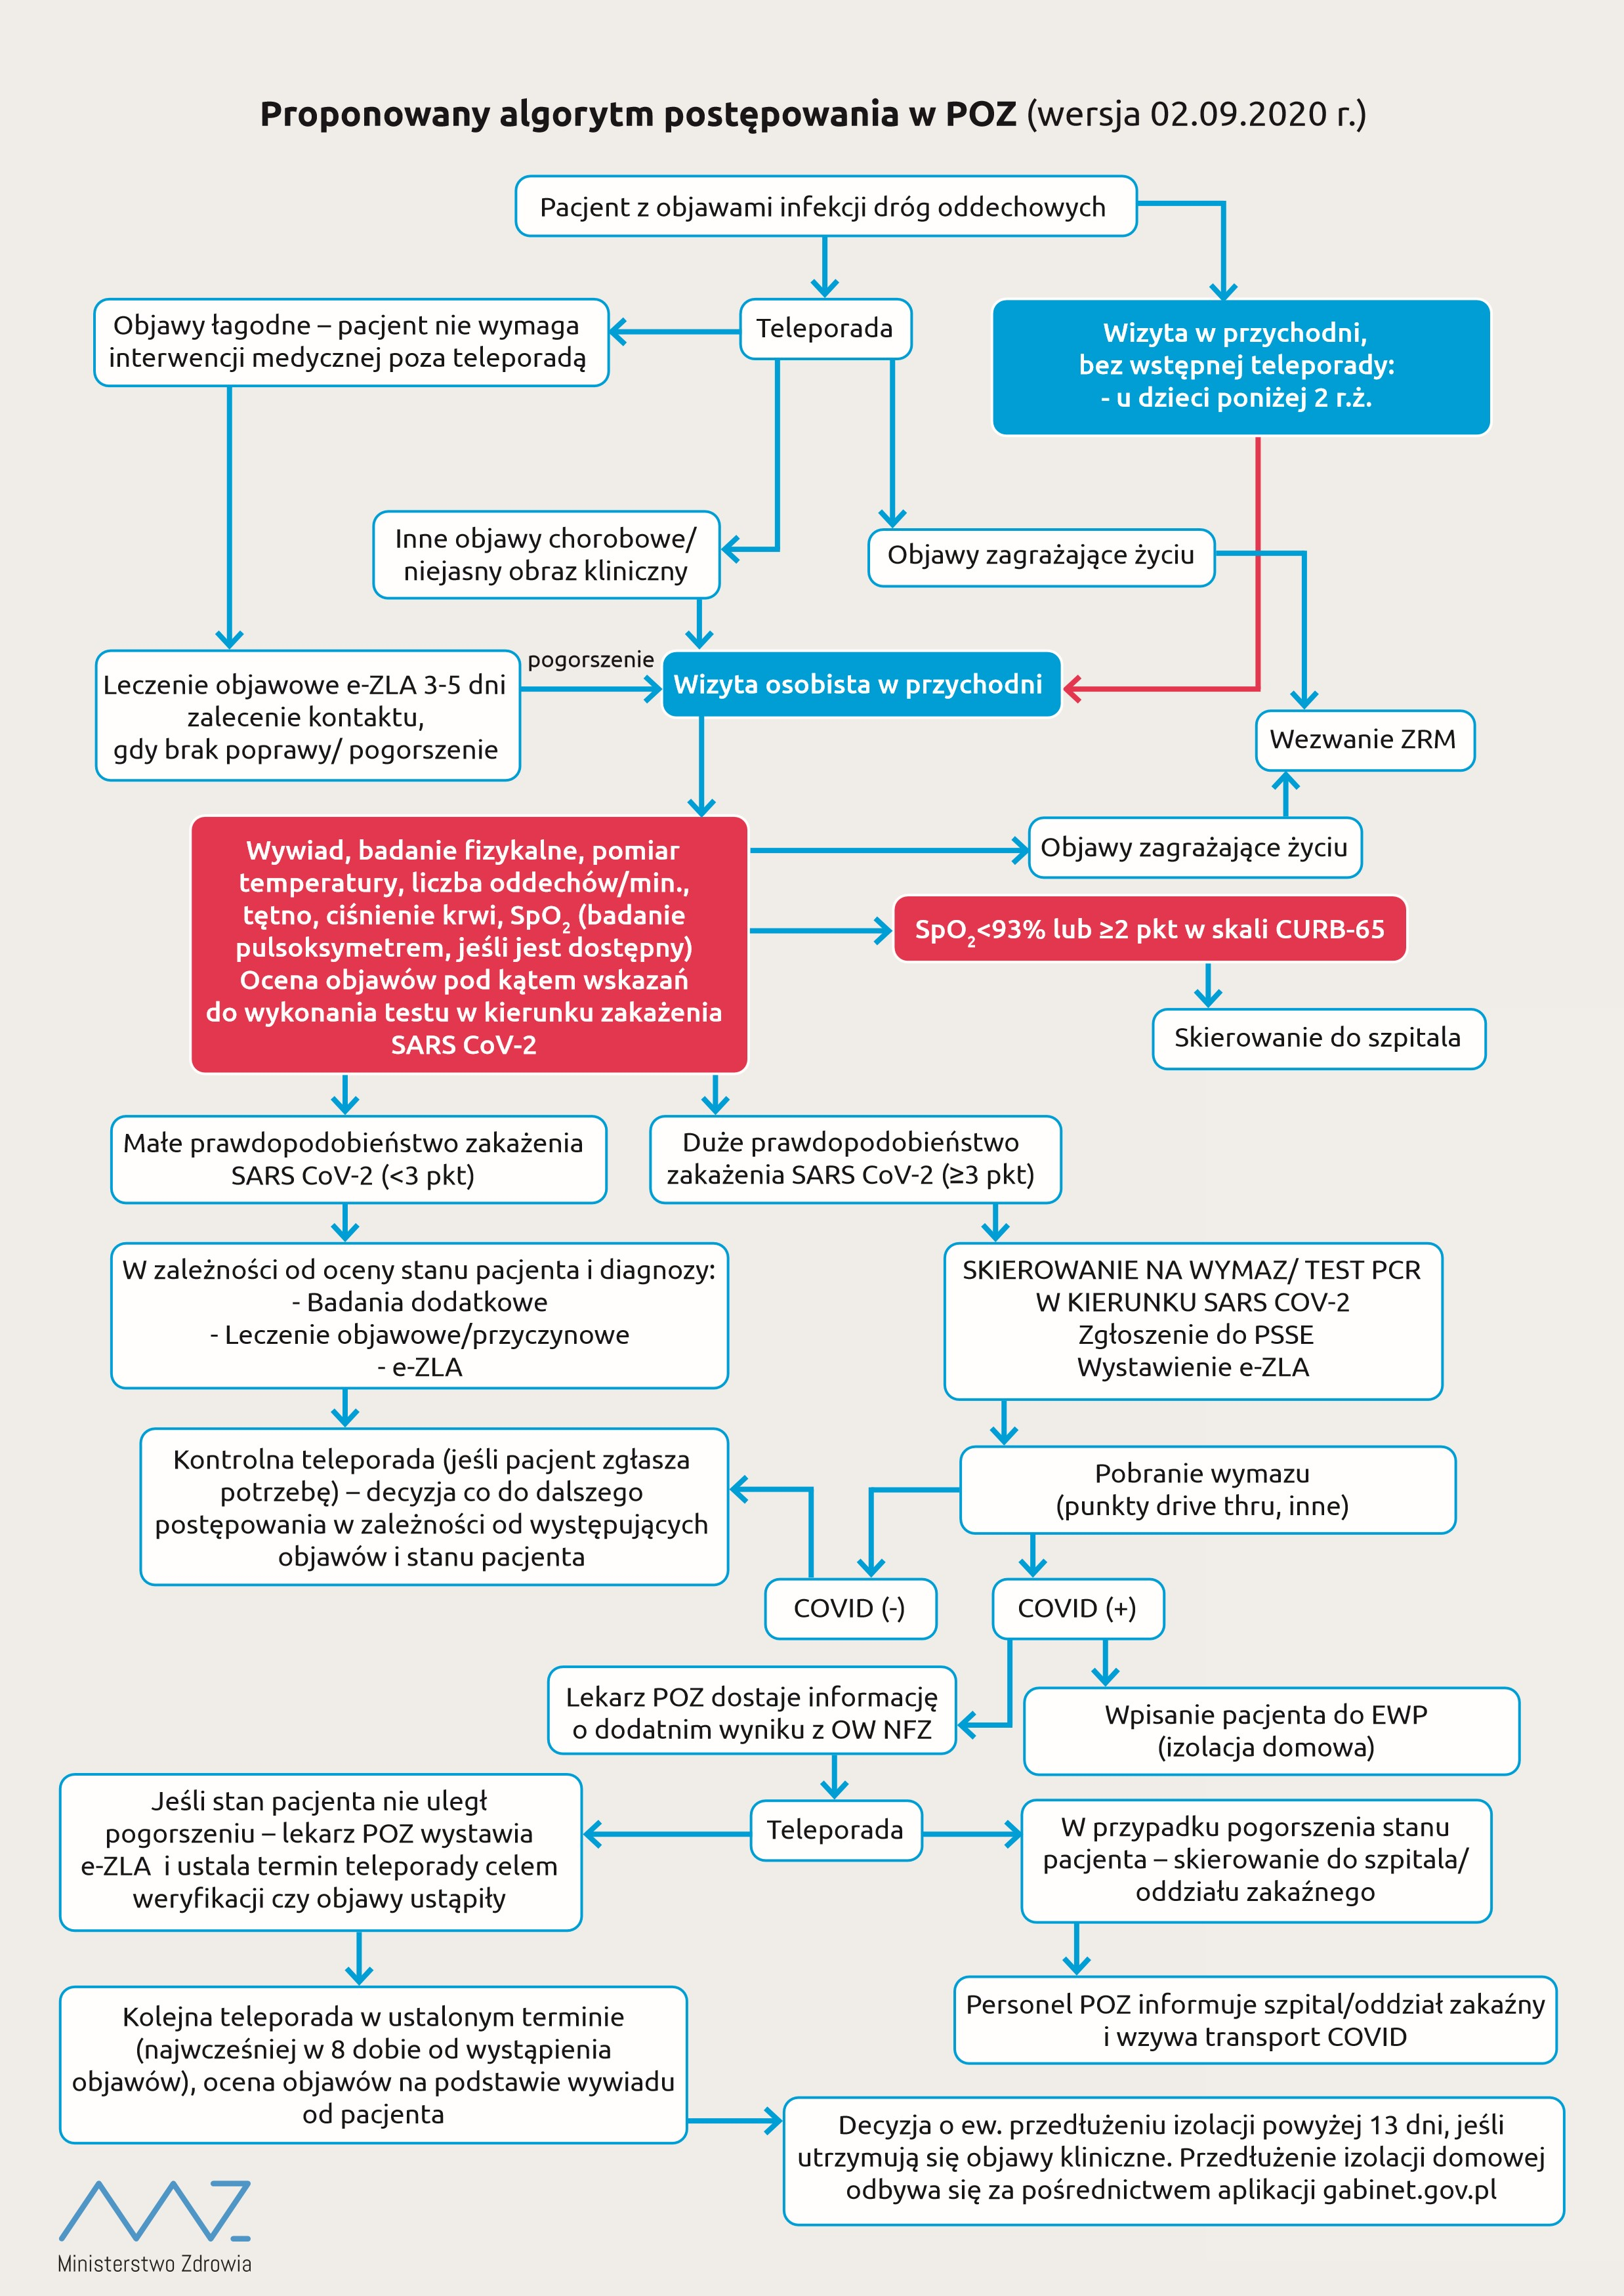 Proponowany algorytm postępowania w POZ (wersja 02.09.2020 r.)
Pacjent z objawami infekcji dróg oddechowych
Objawy łagodne – pacjent nie wymaga
interwencji medycznej poza teleporadą
Teleporada
Wizyta w przychodni,
bez wstępnej teleporady:
- u dzieci poniżej 2 r.ż.
Inne objawy chorobowe/
niejasny obraz kliniczny
Objawy zagrażające życiu
Leczenie objawowe e-ZLA 3-5 dni
zalecenie kontaktu,
gdy brak poprawy/ pogorszenie
pogorszenie
Wizyta osobista w przychodni
Wezwanie ZRM
Wywiad, badanie fizykalne, pomiar
temperatury, liczba oddechów/min.,
tętno, ciśnienie krwi, SpO₂ (badanie
pulsoksymetrem, jeśli jest dostępny)
Ocena objawów pod kątem wskazań
do wykonania testu w kierunku zakażenia
SARS CoV-2
Objawy zagrażające życiu
SpO₂<93% lub ≥2 pkt w skali CURB-65
Skierowanie do szpitala
Małe prawdopodobieństwo zakażenia
SARS CoV-2 (<3 pkt)
Duże prawdopodobieństwo
zakażenia SARS CoV-2 (≥3 pkt)
W zależności od oceny stanu pacjenta i diagnozy:
- Badania dodatkowe
- Leczenie objawowe/przyczynowe
- e-ZLA
SKIEROWANIE NA WYMAZ/ TEST PCR
W KIERUNKU SARS COV-2
Zgłoszenie do PSSE
Wystawienie e-ZLA
Kontrolna teleporada (jeśli pacjent zgłasza
potrzebę) – decyzja co do dalszego
postępowania w zależności od występujących
objawów i stanu pacjenta
Pobranie wymazu
(punkty drive thru, inne)
COVID (-)
COVID (+)
Lekarz POZ dostaje informację
o dodatnim wyniku z OW NFZ
Wpisanie pacjenta do EWP
(izolacja domowa)
Jeśli stan pacjenta nie uległ
pogorszeniu – lekarz POZ wystawia
e-ZLA i ustala termin teleporady celem
weryfikacji czy objawy ustąpiły
Teleporada
W przypadku pogorszenia stanu
pacjenta – skierowanie do szpitala/
oddziału zakaźnego
Kolejna teleporada w ustalonym terminie
(najwcześniej w 8 dobie od wystąpienia
objawów), ocena objawów na podstawie wywiadu
od pacjenta
Personel POZ informuje szpital/oddział zakaźny
i wzywa transport COVID
Decyzja o ew. przedłużeniu izolacji powyżej 13 dni, jeśli
utrzymują się objawy kliniczne. Przedłużenie izolacji domowej
odbywa się za pośrednictwem aplikacji gabinet.gov.pl
Ministerstwo Zdrowia